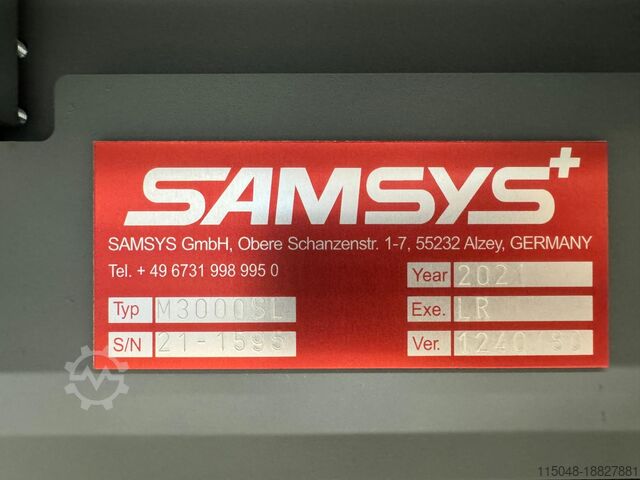 SAMSYS+
SAMSYS GmbH, Obere Schanzenstr. 1-7, 55232 Alzey, GERMANY
Tel. + 49 6731 998 995 0
Year 2021
Typ M3000SL
Exe. LR
S/N 21-1595
Ver. 1240
115048-18827881